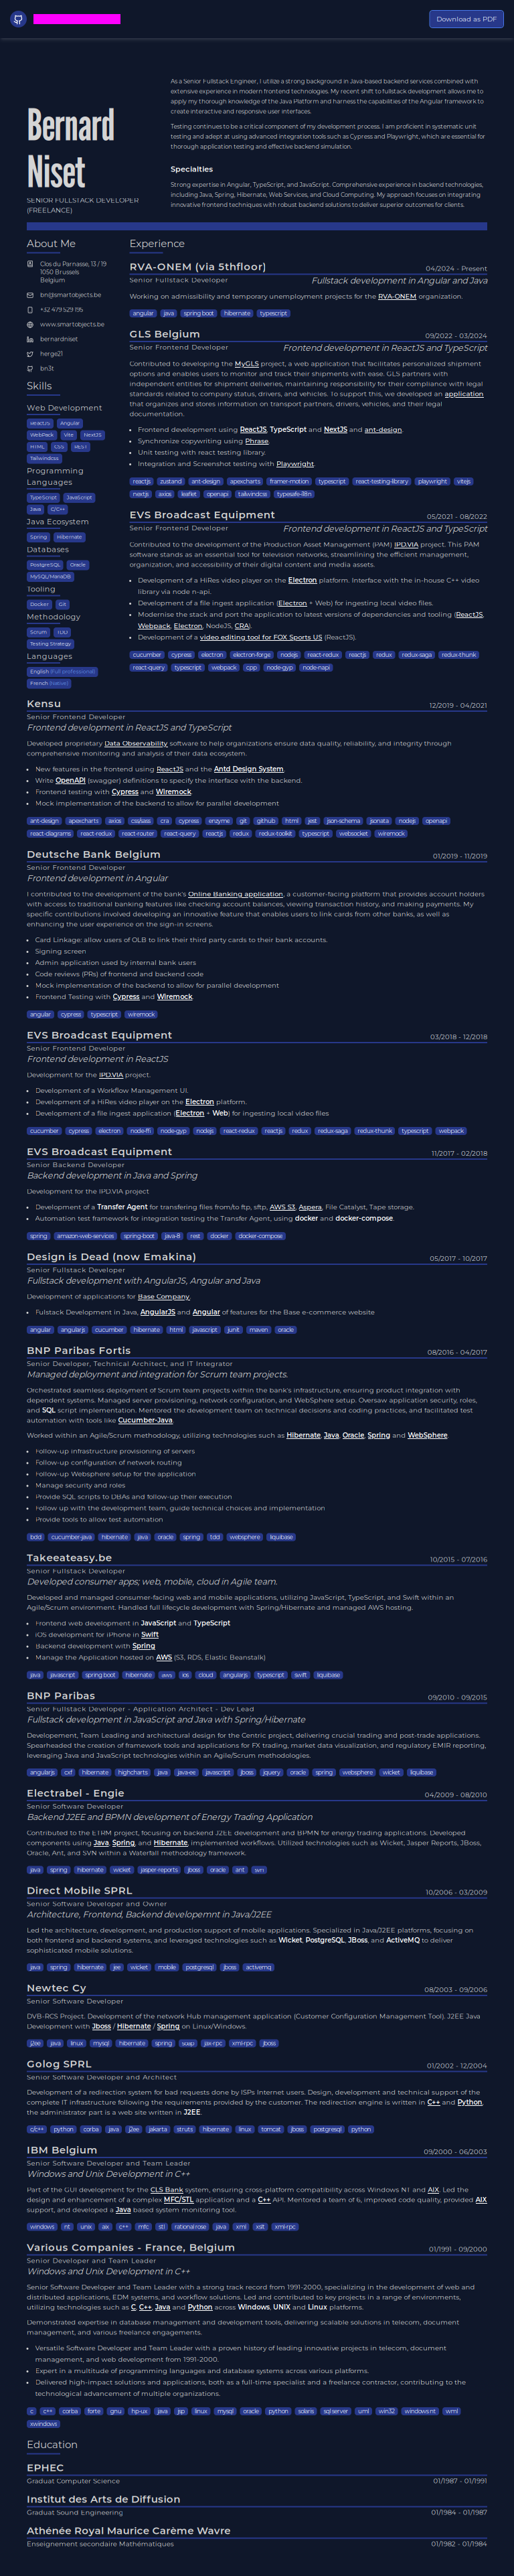 Download as PDF
Bernard
Niset
SENIOR FULLSTACK DEVELOPER
(FREELANCE)
As a Senior Fullstack Engineer, I utilize a strong background in Java-based backend services combined with
extensive experience in modern frontend technologies. My recent shift to fullstack development allows me to
apply my thorough knowledge of the Java Platform and harness the capabilities of the Angular framework to
create interactive and responsive user interfaces.
Testing continues to be a critical component of my development process. I am proficient in systematic unit
testing and adept at using advanced integration tools such as Cypress and Playwright, which are essential for
thorough application testing and effective backend simulation.
Specialties
Strong expertise in Angular, TypeScript, and JavaScript. Comprehensive experience in backend technologies,
including Java, Spring, Hibernate, Web Services, and Cloud Computing. My approach focuses on integrating
innovative frontend techniques with robust backend solutions to deliver superior outcomes for clients.
About Me
Clos du Parnasse, 13 / 19
1050 Brussels
Belgium
bn@smartobjects.be
+32 479 529 195
www.smartobjects.be
bernardniset
herge21
bn3t
Skills
Web Development
ReactJS Angular
WebPack Vite NextJS
HTML CSS REST
Tailwindcss
Programming
Languages
TypeScript JavaScript
Java C/C++
Java Ecosystem
Spring Hibernate
Databases
PostgreSQL Oracle
MySQL/MariaDB
Tooling
Docker Git
Methodology
Scrum TDD
Testing Strategy
Languages
English (Full professional)
French (Native)
Experience
RVA-ONEM (via 5thfloor) 04/2024 - Present
Senior Fullstack Developer Fullstack development in Angular and Java
Working on admissibility and temporary unemployment projects for the RVA-ONEM organization.
angular java spring boot hibernate typescript
GLS Belgium 09/2022 - 03/2024
Senior Frontend Developer Frontend development in ReactJS and TypeScript
Contributed to developing the MyGLS project, a web application that facilitates personalized shipment
options and enables users to monitor and track their shipments with ease. GLS partners with
independent entities for shipment deliveries, maintaining responsibility for their compliance with legal
standards related to company status, drivers, and vehicles. To support this, we developed an application
that organizes and stores information on transport partners, drivers, vehicles, and their legal
documentation.
• Frontend development using ReactJS, TypeScript and NextJS and ant-design.
• Synchronize copywriting using Phrase.
• Unit testing with react testing library.
• Integration and Screenshot testing with Playwright.
reactjs zustand ant-design apexcharts framer-motion typescript react-testing-library playwright vitejs
nextjs axios leaflet openapi tailwindcss typesafe-i18n
EVS Broadcast Equipment 05/2021 - 08/2022
Senior Frontend Developer Frontend development in ReactJS and TypeScript
Contributed to the development of the Production Asset Management (PAM) IPD.VIA project. This PAM
software stands as an essential tool for television networks, streamlining the efficient management,
organization, and accessibility of their digital content and media assets.
• Development of a HiRes video player on the Electron platform. Interface with the in-house C++ video
library via node n-api.
• Development of a file ingest application (Electron + Web) for ingesting local video files.
• Modernise the stack and port the application to latest versions of dependencies and tooling (ReactJS,
Webpack, Electron, NodeJS, CRA).
• Development of a video editing tool for FOX Sports US (ReactJS).
cucumber cypress electron electron-forge nodejs react-redux reactjs redux redux-saga redux-thunk
react-query typescript webpack cpp node-gyp node-napi
Kensu 12/2019 - 04/2021
Senior Frontend Developer
Frontend development in ReactJS and TypeScript
Developed proprietary Data Observability software to help organizations ensure data quality, reliability, and integrity through
comprehensive monitoring and analysis of their data ecosystem.
• New features in the frontend using ReactJS and the Antd Design System.
• Write OpenAPI (swagger) definitions to specify the interface with the backend.
• Frontend testing with Cypress and Wiremock.
• Mock implementation of the backend to allow for parallel development
ant-design apexcharts axios css/sass cra cypress enzyme git github html jest json-schema jsonata nodejs openapi
react-diagrams react-redux react-router react-query reactjs redux redux-toolkit typescript websocket wiremock
Deutsche Bank Belgium 01/2019 - 11/2019
Senior Frontend Developer
Frontend development in Angular
I contributed to the development of the bank's Online Banking application, a customer-facing platform that provides account holders
with access to traditional banking features like checking account balances, viewing transaction history, and making payments. My
specific contributions involved developing an innovative feature that enables users to link cards from other banks, as well as
enhancing the user experience on the sign-in screens.
• Card Linkage: allow users of OLB to link their third party cards to their bank accounts.
• Signing screen
• Admin application used by internal bank users
• Code reviews (PRs) of frontend and backend code
• Mock implementation of the backend to allow for parallel development
• Frontend Testing with Cypress and Wiremock.
angular cypress typescript wiremock
EVS Broadcast Equipment 03/2018 - 12/2018
Senior Frontend Developer
Frontend development in ReactJS
Development for the IPD.VIA project.
• Development of a Workflow Management UI.
• Development of a HiRes video player on the Electron platform.
• Development of a file ingest application (Electron + Web) for ingesting local video files
cucumber cypress electron node-ffi node-gyp nodejs react-redux reactjs redux redux-saga redux-thunk typescript webpack
EVS Broadcast Equipment 11/2017 - 02/2018
Senior Backend Developer
Backend development in Java and Spring
Development for the IPD.VIA project
• Development of a Transfer Agent for transfering files from/to ftp, sftp, AWS S3, Aspera, File Catalyst, Tape storage.
• Automation test framework for integration testing the Transfer Agent, using docker and docker-compose.
spring amazon-web-services spring-boot java-8 rest docker docker-compose
Design is Dead (now Emakina) 05/2017 - 10/2017
Senior Fullstack Developer
Fullstack development with AngularJS, Angular and Java
Development of applications for Base Company.
• Fullstack Development in Java, AngularJS and Angular of features for the Base e-commerce website
angular angularjs cucumber hibernate html javascript junit maven oracle
BNP Paribas Fortis 08/2016 - 04/2017
Senior Developer, Technical Architect, and IT Integrator
Managed deployment and integration for Scrum team projects.
Orchestrated seamless deployment of Scrum team projects within the bank's infrastructure, ensuring product integration with
dependent systems. Managed server provisioning, network configuration, and WebSphere setup. Oversaw application security, roles,
and SQL script implementation. Mentored the development team on technical decisions and coding practices, and facilitated test
automation with tools like Cucumber-Java.
Worked within an Agile/Scrum methodology, utilizing technologies such as Hibernate, Java, Oracle, Spring and WebSphere.
• Follow-up infrastructure provisioning of servers
• Follow-up configuration of network routing
• Follow-up Websphere setup for the application
• Manage security and roles
• Provide SQL scripts to DBAs and follow-up their execution
• Follow up with the development team, guide technical choices and implementation
• Provide tools to allow test automation
bdd cucumber-java hibernate java oracle spring tdd websphere liquibase
Takeeateasy.be 10/2015 - 07/2016
Senior Fullstack Developer
Developed consumer apps; web, mobile, cloud in Agile team.
Developed and managed consumer-facing web and mobile applications, utilizing JavaScript, TypeScript, and Swift within an
Agile/Scrum environment. Handled full lifecycle development with Spring/Hibernate and managed AWS hosting.
• Frontend web development in JavaScript and TypeScript
• iOS development for iPhone in Swift
• Backend development with Spring
• Manage the Application hosted on AWS (S3, RDS, Elastic Beanstalk)
java javascript spring boot hibernate aws ios cloud angularjs typescript swift liquibase
BNP Paribas 09/2010 - 09/2015
Senior Fullstack Developer - Application Architect - Dev Lead
Fullstack development in JavaScript and Java with Spring/Hibernate
Developement, Team Leading and architectural design for the Centric project, delivering crucial trading and post-trade applications.
Spearheaded the creation of framework tools and applications for FX trading, market data visualization, and regulatory EMIR reporting,
leveraging Java and JavaScript technologies within an Agile/Scrum methodologies.
angularjs cxf hibernate highcharts java java-ee javascript jboss jquery oracle spring websphere wicket liquibase
Electrabel - Engie 04/2009 - 08/2010
Senior Software Developer
Backend J2EE and BPMN development of Energy Trading Application
Contributed to the ETRM project, focusing on backend J2EE development and BPMN for energy trading applications. Developed
components using Java, Spring, and Hibernate, implemented workflows. Utilized technologies such as Wicket, Jasper Reports, JBoss,
Oracle, Ant, and SVN within a Waterfall methodology framework.
java spring hibernate wicket jasper-reports jboss oracle ant svn
Direct Mobile SPRL 10/2006 - 03/2009
Senior Software Developer and Owner
Architecture, Frontend, Backend developemnt in Java/J2EE
Led the architecture, development, and production support of mobile applications. Specialized in Java/J2EE platforms, focusing on
both frontend and backend systems, and leveraged technologies such as Wicket, PostgreSQL, JBoss, and ActiveMQ to deliver
sophisticated mobile solutions.
java spring hibernate jee wicket mobile postgresql jboss activemq
Newtec Cy 08/2003 - 09/2006
Senior Software Developer
DVB-RCS Project. Development of the network Hub management application (Customer Configuration Management Tool). J2EE Java
Development with Jboss / Hibernate / Spring on Linux/Windows.
j2ee java linux mysql hibernate spring soap jax-rpc xml-rpc jboss
Golog SPRL 01/2002 - 12/2004
Senior Software Developer and Architect
Development of a redirection system for bad requests done by ISPs Internet users. Design, development and technical support of the
complete IT infrastructure following the requirements provided by the customer. The redirection engine is written in C++ and Python,
the administrator part is a web site written in J2EE.
c/c++ python corba java j2ee jakarta struts hibernate linux tomcat jboss postgresql python
IBM Belgium 09/2000 - 06/2003
Senior Software Developer and Team Leader
Windows and Unix Development in C++
Part of the GUI development for the CLS Bank system, ensuring cross-platform compatibility across Windows NT and AIX. Led the
design and enhancement of a complex MFC/STL application and a C++ API. Mentored a team of 6, improved code quality, provided AIX
support, and developed a Java based system monitoring tool.
windows nt unix aix c++ mfc stl rational rose java xml xslt xml-rpc
Various Companies - France, Belgium 01/1991 - 09/2000
Senior Developer and Team Leader
Windows and Unix Development in C++
Senior Software Developer and Team Leader with a strong track record from 1991-2000, specializing in the development of web and
distributed applications, EDM systems, and workflow solutions. Led and contributed to key projects in a range of environments,
utilizing technologies such as C, C++, Java and Python across Windows, UNIX and Linux platforms.
Demonstrated expertise in database management and development tools, delivering scalable solutions in telecom, document
management, and various freelance engagements.
• Versatile Software Developer and Team Leader with a proven history of leading innovative projects in telecom, document
management, and web development from 1991-2000.
• Expert in a multitude of programming languages and database systems across various platforms.
• Delivered high-impact solutions and applications, both as a full-time specialist and a freelance contractor, contributing to the
technological advancement of multiple organizations.
c c++ corba forte gnu hp-ux java jsp linux mysql oracle python solaris sql server uml win32 windows nt wml
xwindows
Education
EPHEC
Graduat Computer Science 01/1987 - 01/1991
Institut des Arts de Diffusion
Graduat Sound Engineering 01/1984 - 01/1987
Athénée Royal Maurice Carème Wavre
Enseignement secondaire Mathématiques 01/1982 - 01/1984